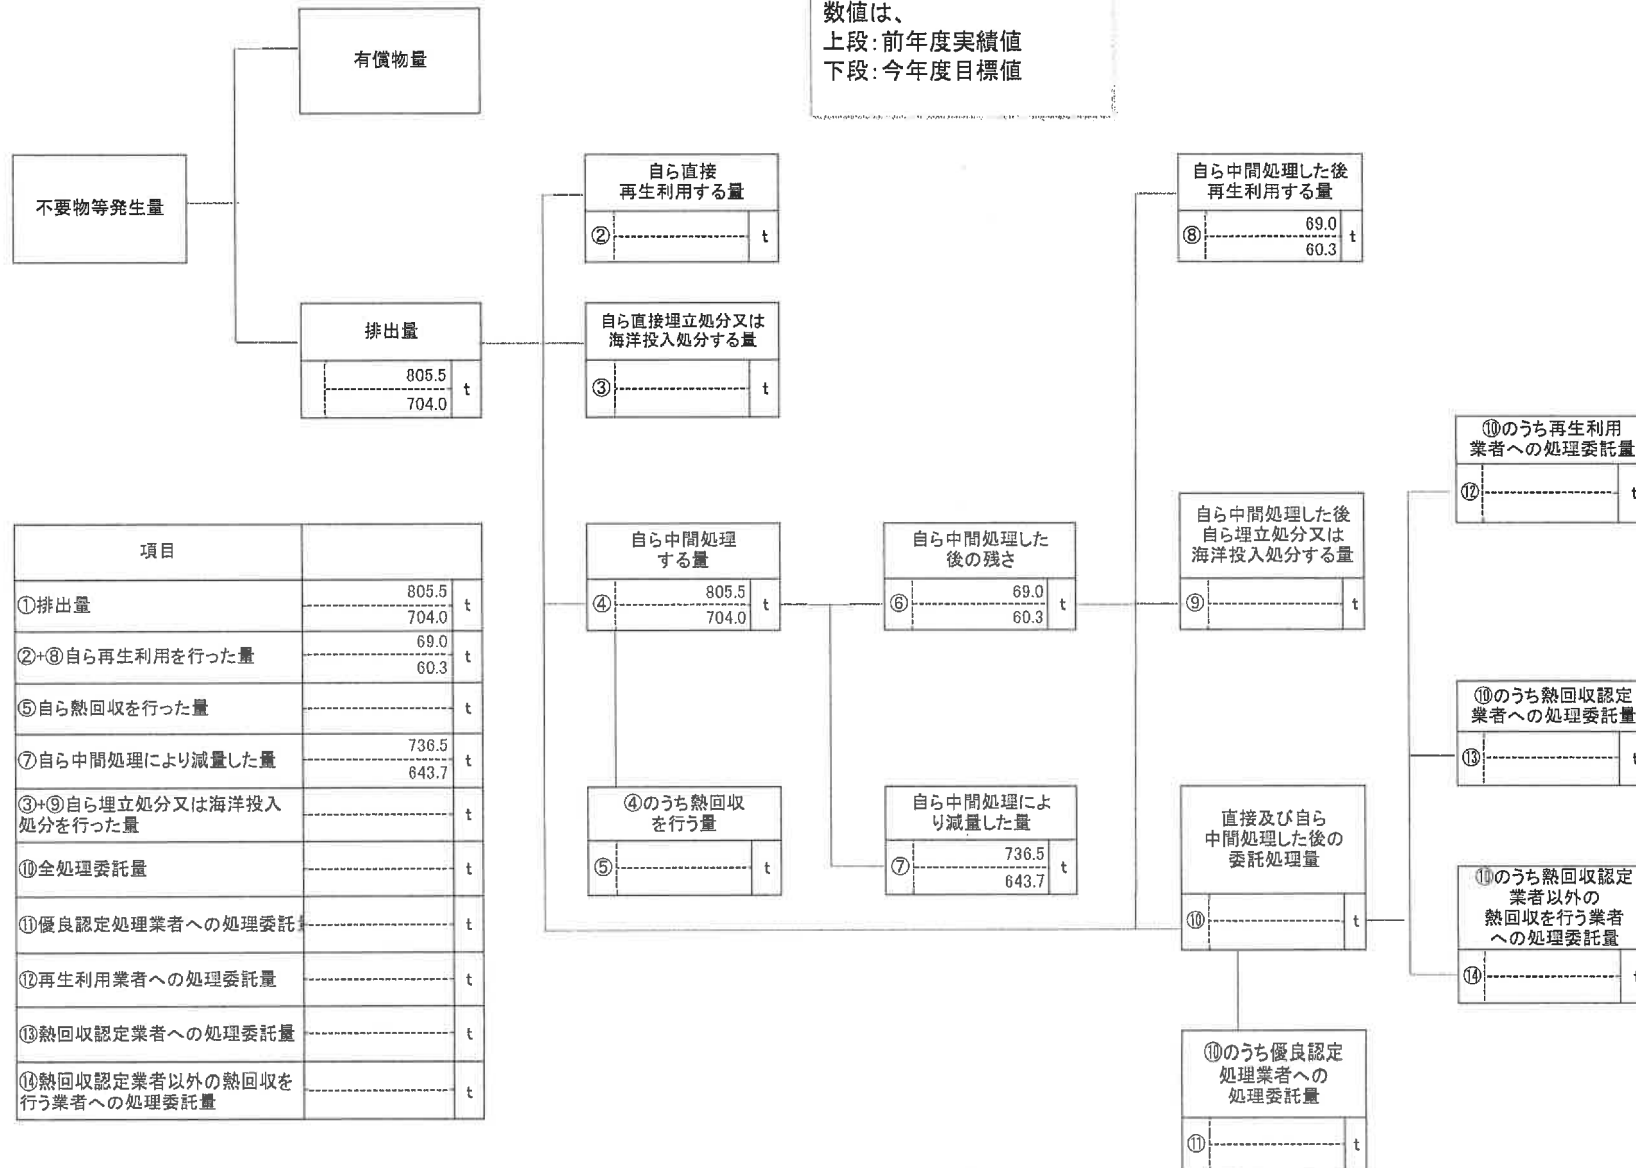 有償物量
数値は、
上段：前年度実績値
下段：今年度目標値
不要物等発生量
自ら直接
再生利用する量
② t
自ら中間処理した後
再生利用する量
69.0
⑧ t
60.3
排出量
805.5
t
704.0
自ら直接埋立処分又は
海洋投入処分する量
③ t
⑩のうち再生利用
業者への処理委託量
⑫ t
自ら中間処理
する量
805.5
④ t
704.0
自ら中間処理した
後の残さ
69.0
⑥ t
60.3
自ら中間処理した後
自ら埋立処分又は
海洋投入処分する量
⑨ t
⑩のうち熱回収認定
業者への処理委託量
⑬ t
④のうち熱回収
を行う量
⑤ t
自ら中間処理によ
り減量した量
736.5
⑦ t
643.7
直接及び自ら
中間処理した後の
委託処理量
⑩ t
⑩のうち熱回収認定
業者以外の
熱回収を行う業者
への処理委託量
⑭
⑩のうち優良認定
処理業者への
処理委託量
⑪ t
項目
805.5
①排出量 t
704.0
69.0
②+⑧自ら再生利用を行った量 t
60.3
⑤自ら熱回収を行った量 t
736.5
⑦自ら中間処理により減量した量 t
643.7
③+⑨自ら埋立処分又は海洋投入
処分を行った量 t
⑩全処理委託量 t
⑪優良認定処理業者への処理委託 t
⑫再生利用業者への処理委託量 t
⑬熱回収認定業者への処理委託量 t
⑭熱回収認定業者以外の熱回収を
行う業者への処理委託量 t